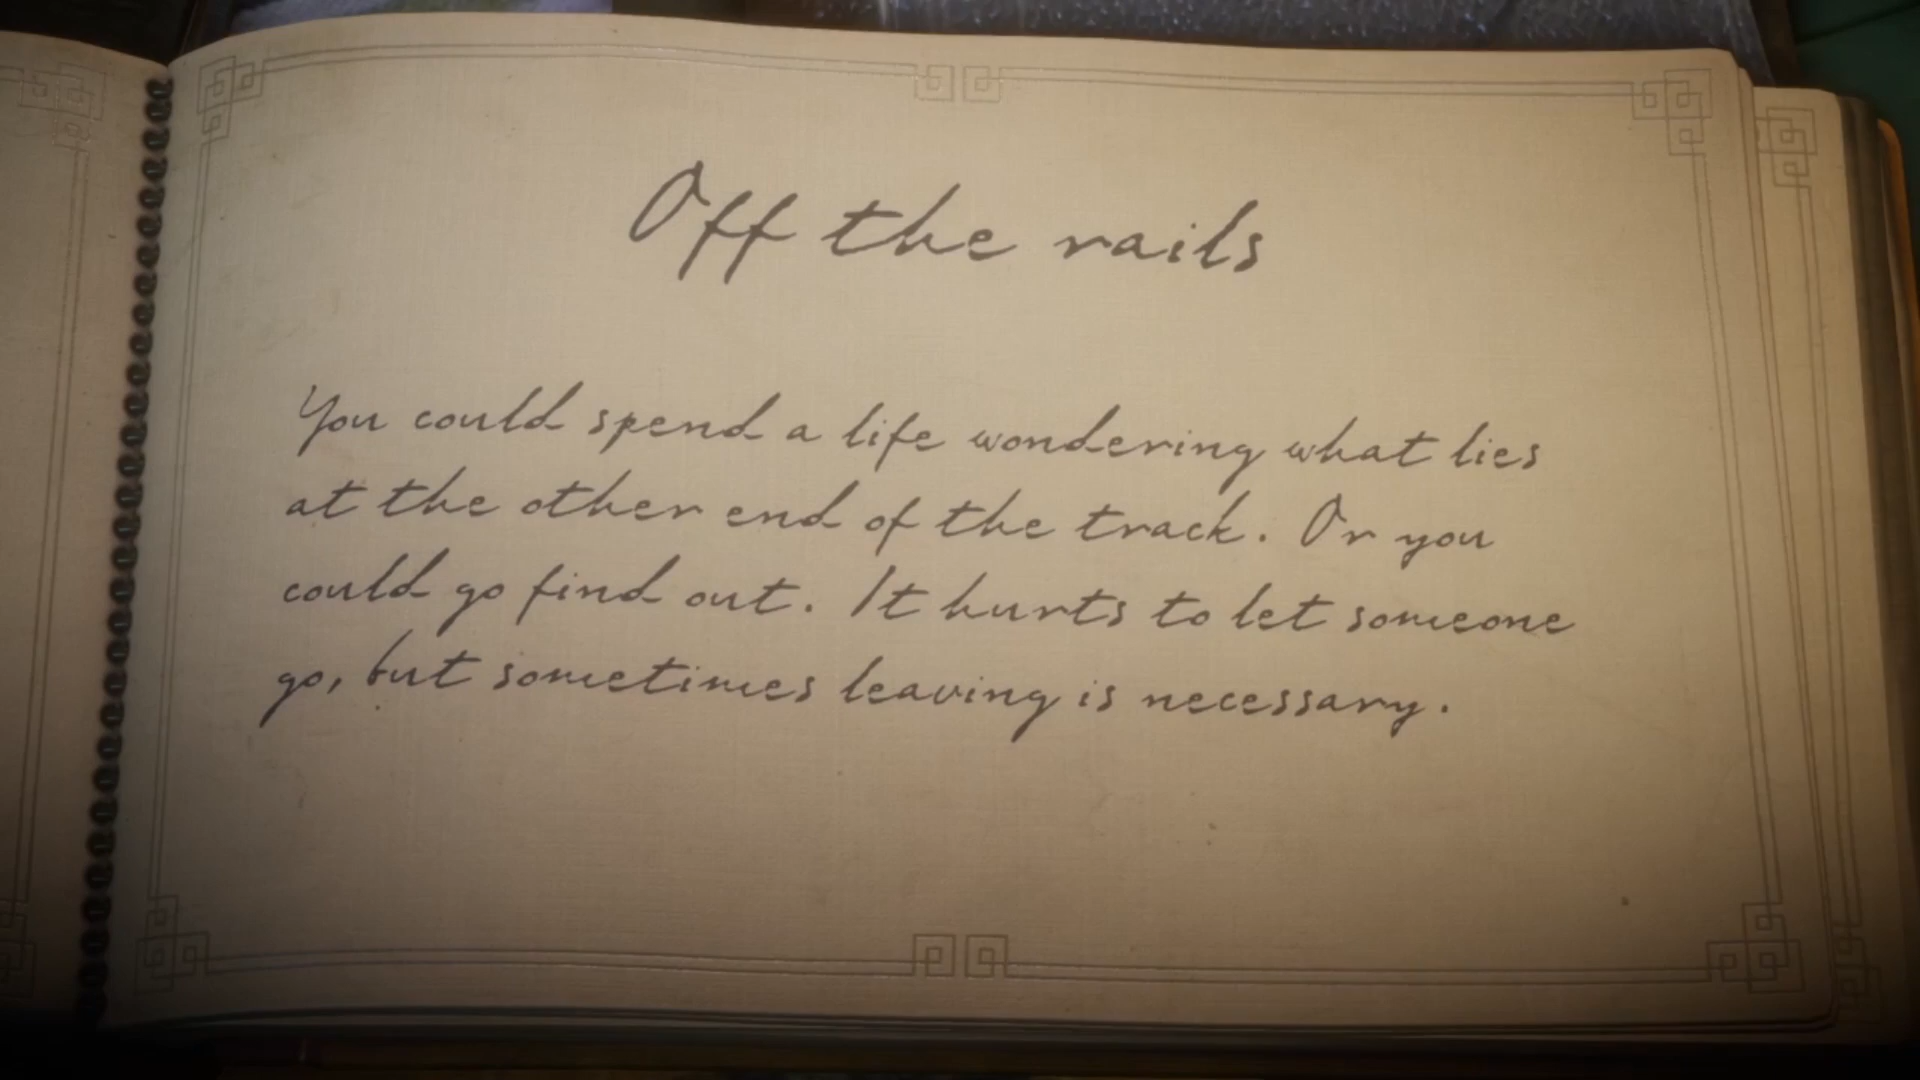 Off the rails
You could spend a life wondering what lies
at the other end of the track. Or you
could go find out. It hurts to let someone
go, but sometimes leaving is necessary.